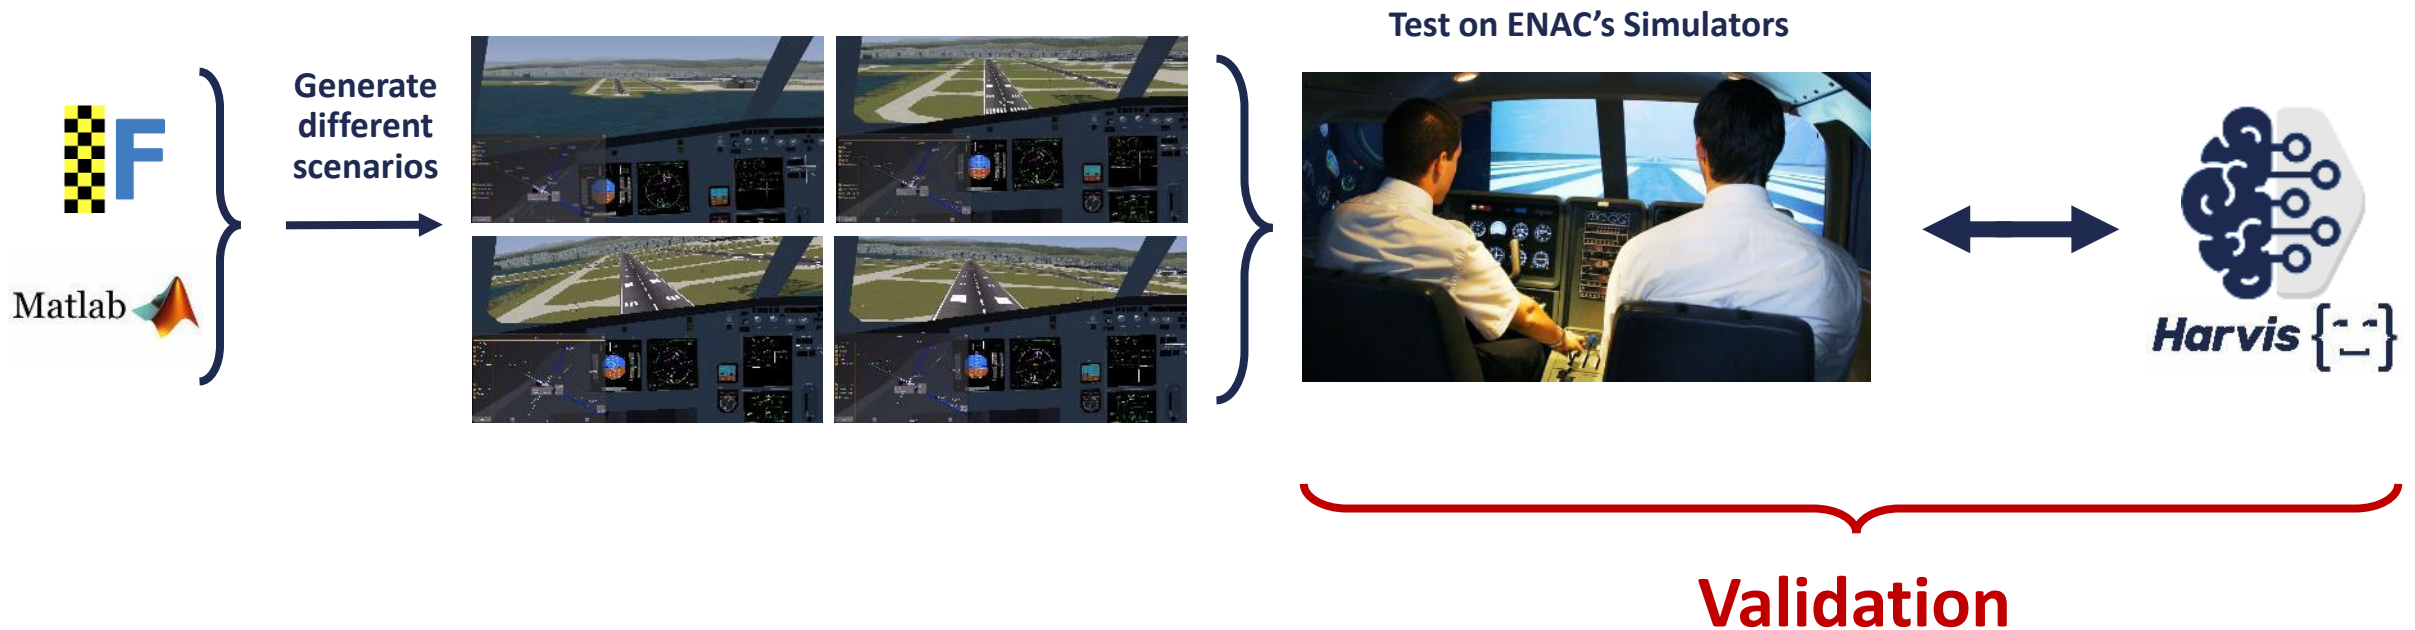 Test on ENAC's Simulators
Generate
different
scenarios
F
Matlab
Harvis {
Validation